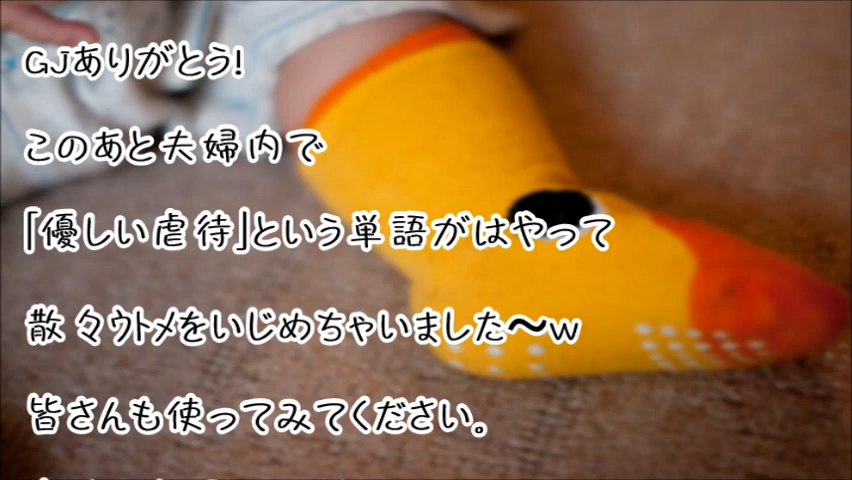 GJありがとう!
このあと夫婦内で
「優しい虐待」という単語がはやって
散々ウトメをいじめちゃいました～w
皆さんも使ってみてください。